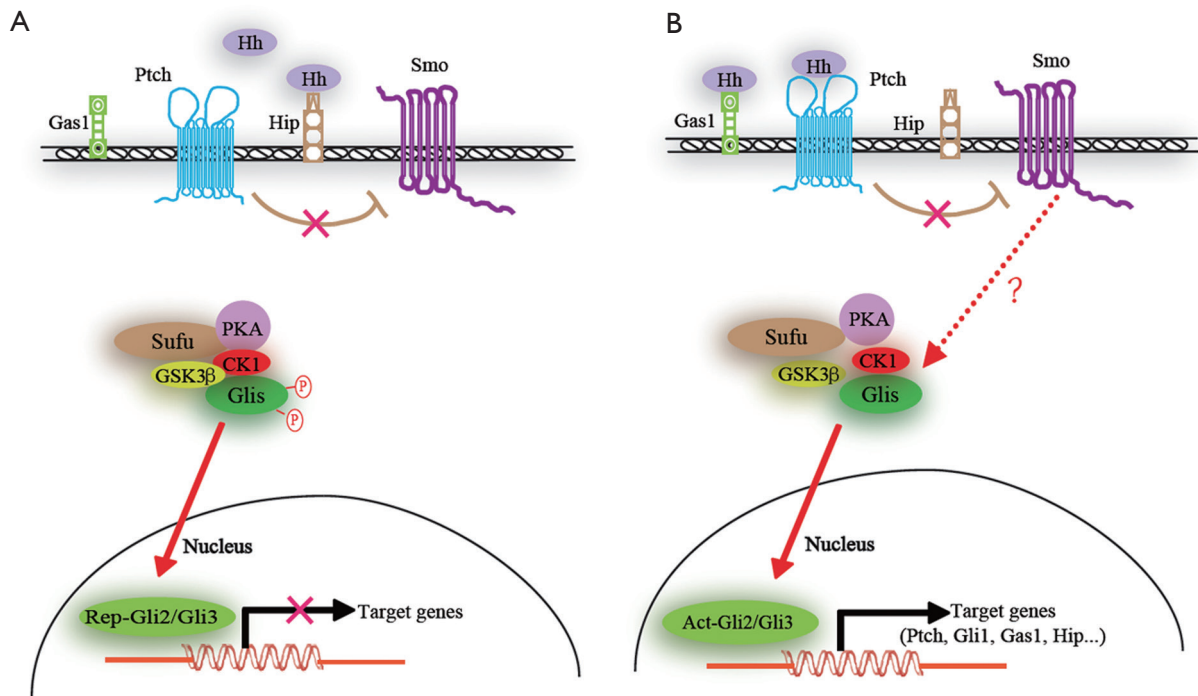 A
Hh
Hh
Ptch
Smo
Gas1
Hip
PKA
Sufu
CK1
GSK3β
Glis
P
P
Nucleus
Rep-Gli2/Gli3
Target genes
B
Hh
Hh
Ptch
Smo
Gas1
Hip
?
PKA
Sufu
CK1
GSK3β
Glis
Nucleus
Act-Gli2/Gli3
Target genes
(Ptch, Gli1, Gas1, Hip...)